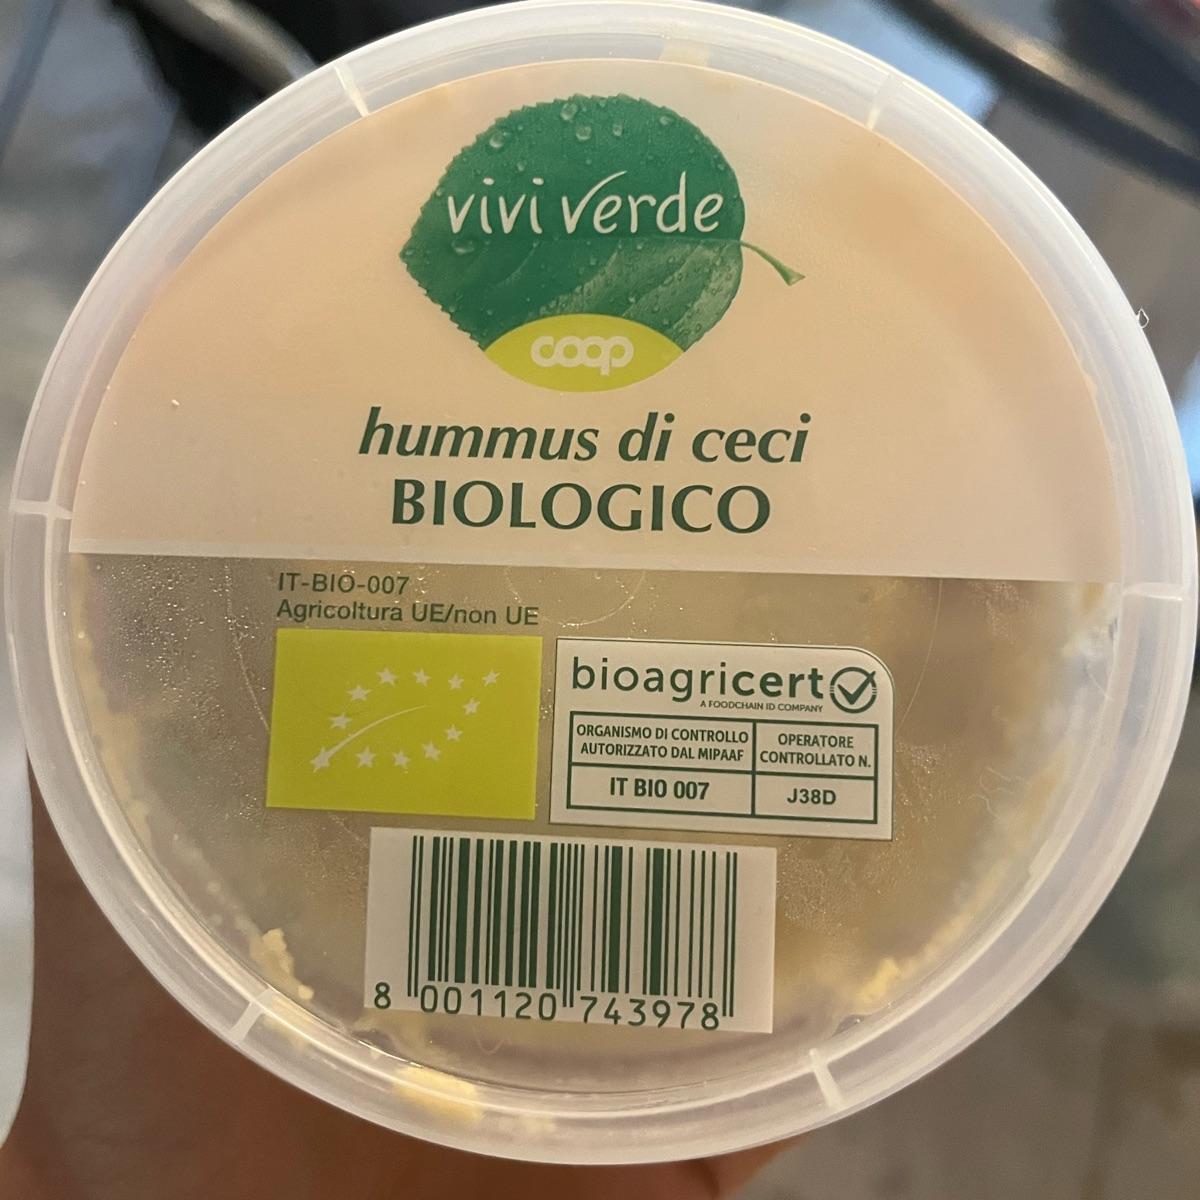 vivi verde
coop
hummus di ceci
BIOLOGICO
IT-BIO-007
Agricoltura UE/non UE
bioagricert
A FOODCHAIN ID COMPANY
ORGANISMO DI CONTROLLO
AUTORIZZATO DAL MIPAAF
IT BIO 007
OPERATORE
CONTROLLATO N.
J38D
8 001120 743978